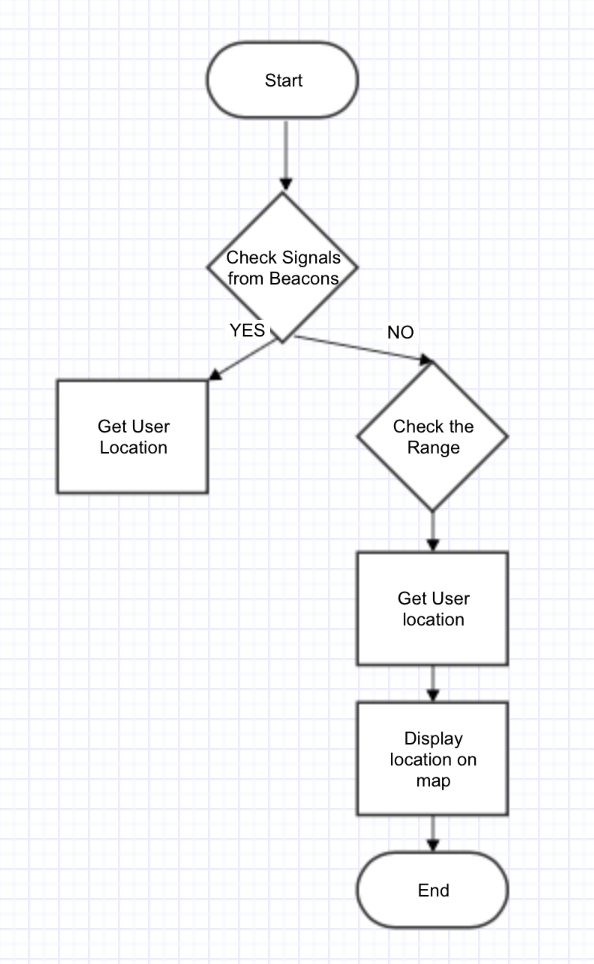 Start
Check Signals
from Beacons
YES
NO
Get User
Location
Check the
Range
Get User
location
Display
location on
map
End